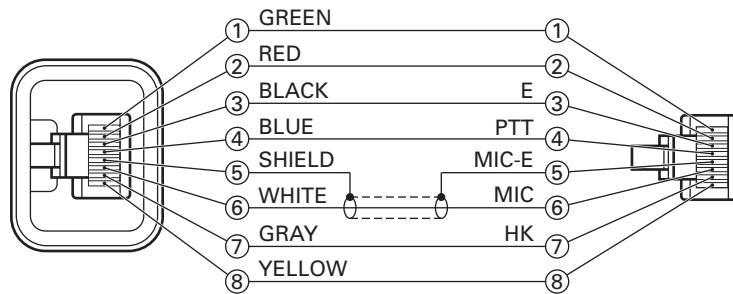 ① GREEN ①
② RED ②
③ BLACK E ③
④ BLUE PTT ④
⑤ SHIELD MIC-E ⑤
⑥ WHITE MIC ⑥
⑦ GRAY HK ⑦
⑧ YELLOW ⑧